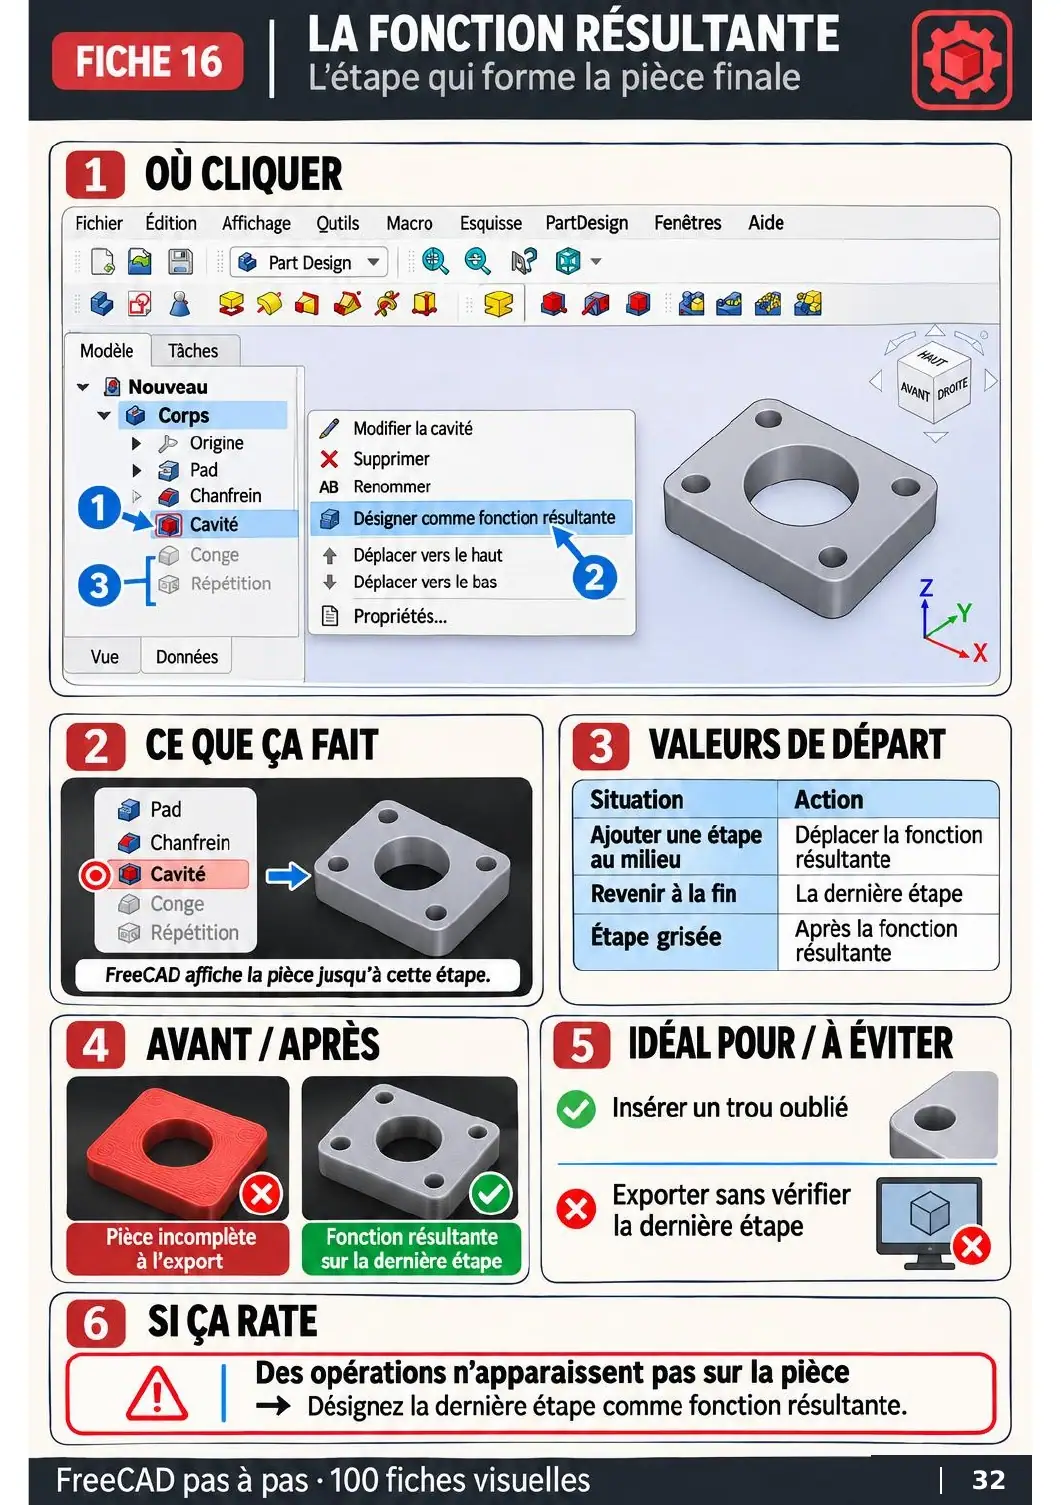 FICHE 16
LA FONCTION RÉSULTANTE
L'étape qui forme la pièce finale
1 OÙ CLIQUER
Fichier Édition Affichage Outils Macro Esquisse PartDesign Fenêtres Aide
Part Design
Modèle Tâches
Nouveau
Corps
Origine
Pad
Chanfrein
Cavité
Conge
Répétition
1
3
Vue Données
Modifier la cavité
Supprimer
AB Renommer
Désigner comme fonction résultante
Déplacer vers le haut
Déplacer vers le bas
Propriétés...
2
HAUT
AVANT DROITE
Z
Y
X
2 CE QUE ÇA FAIT
Pad
Chanfrein
Cavité
Conge
Répétition
FreeCAD affiche la pièce jusqu'à cette étape.
3 VALEURS DE DÉPART
Situation Action
Ajouter une étape au milieu Déplacer la fonction résultante
Revenir à la fin La dernière étape
Étape grisée Après la fonction résultante
4 AVANT / APRÈS
Pièce incomplète
à l'export
Fonction résultante
sur la dernière étape
5 IDÉAL POUR / À ÉVITER
Insérer un trou oublié
Exporter sans vérifier
la dernière étape
6 SI ÇA RATE
Des opérations n'apparaissent pas sur la pièce
→ Désignez la dernière étape comme fonction résultante.
FreeCAD pas à pas · 100 fiches visuelles | 32